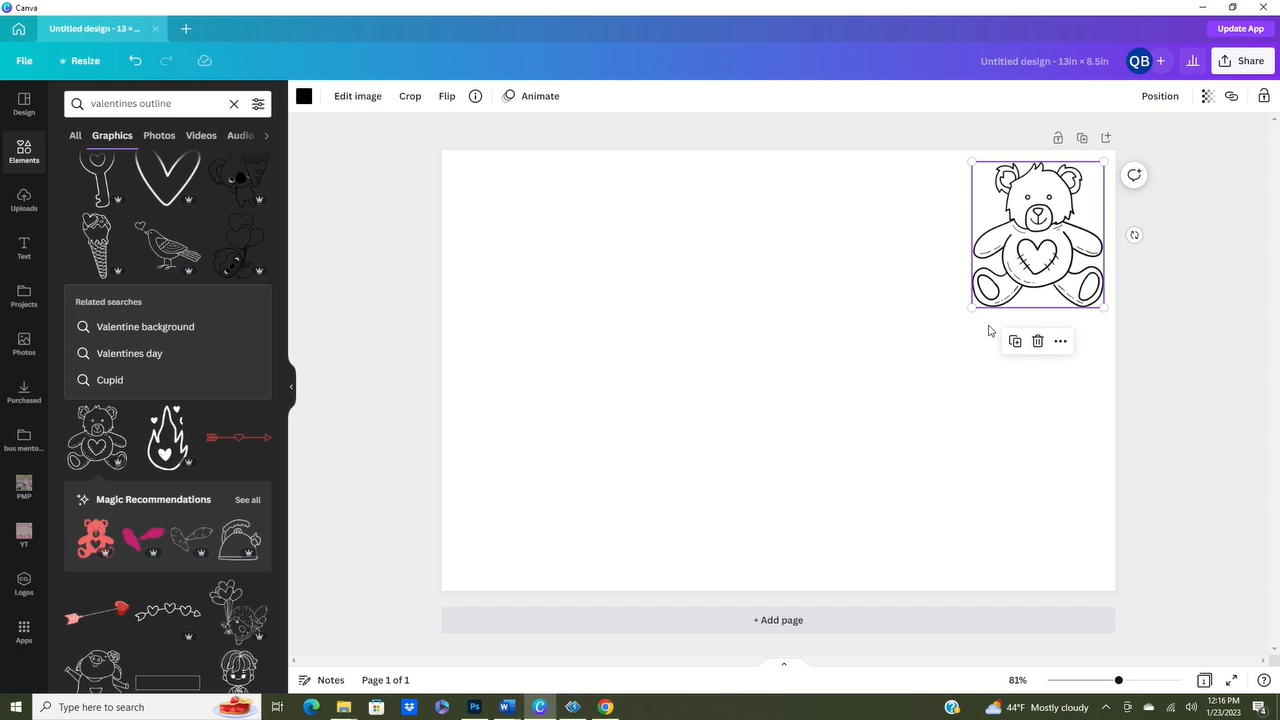 Canva
Untitled design - 13 × ...
Update App
File
Resize
Untitled design - 13in × 8.5in
QB
Share
Design
Elements
Uploads
Text
Projects
Photos
Purchased
bus mento...
PMP
YT
Logos
Apps
valentines outline
All
Graphics
Photos
Videos
Audio
Related searches
Valentine background
Valentines day
Cupid
Magic Recommendations
See all
Edit image
Crop
Flip
Animate
Position
+ Add page
Notes
Page 1 of 1
81%
1
Type here to search
44°F Mostly cloudy
12:16 PM
1/23/2023
4